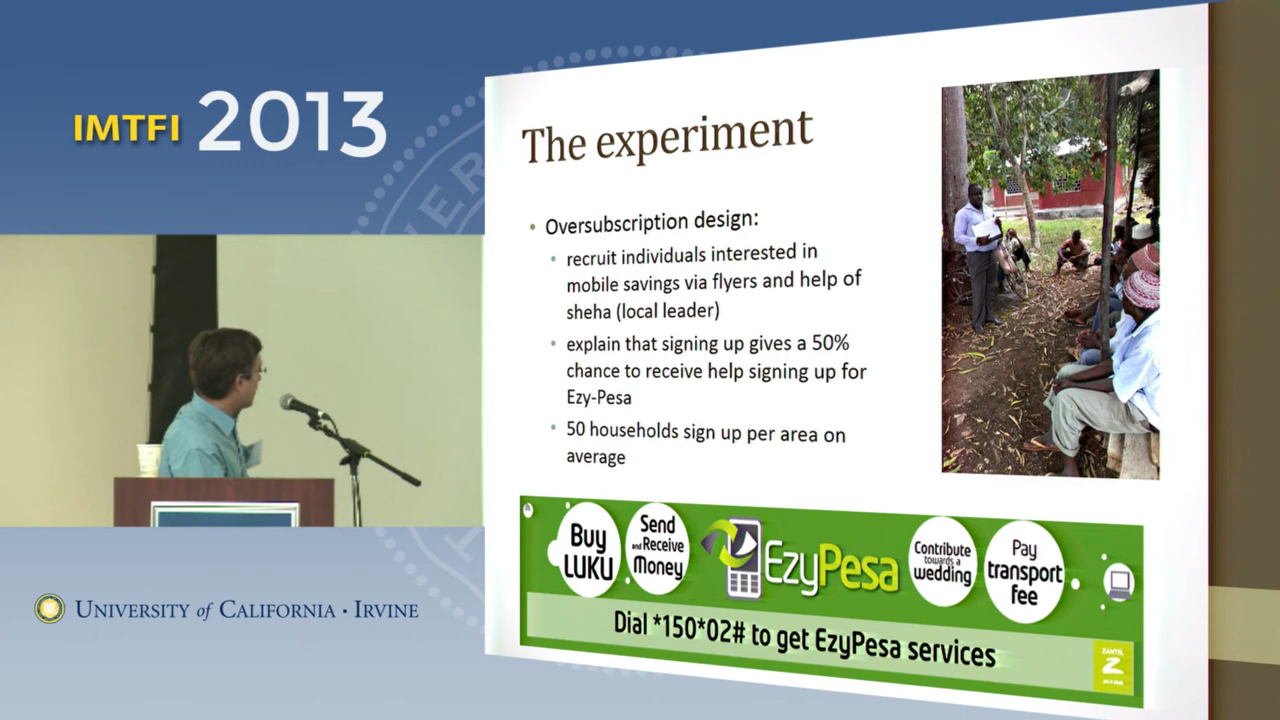 IMTFI 2013
UNIVERSITY of CALIFORNIA · IRVINE
The experiment
• Oversubscription design:
• recruit individuals interested in
mobile savings via flyers and help of
sheha (local leader)
• explain that signing up gives a 50%
chance to receive help signing up for
Ezy-Pesa
• 50 households sign up per area on
average
Buy
LUKU
Send
and Receive
Money
EzyPesa
Contribute
towards a
wedding
Pay
transport
fee
Dial *150*02# to get EzyPesa services
ZANTEL
Z